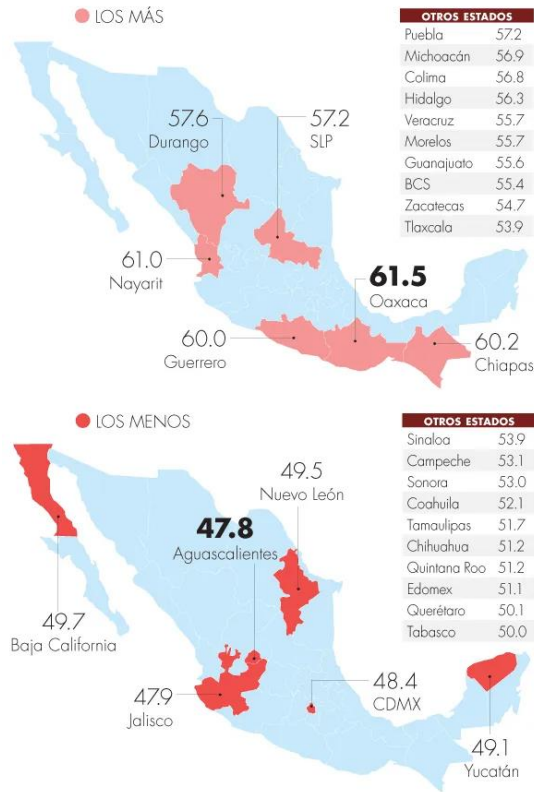 LOS MÁS
OTROS ESTADOS
Puebla 57.2
Michoacán 56.9
Colima 56.8
Hidalgo 56.3
Veracruz 55.7
Morelos 55.7
Guanajuato 55.6
BCS 55.4
Zacatecas 54.7
Tlaxcala 53.9
57.6
Durango
57.2
SLP
61.0
Nayarit
61.5
Oaxaca
60.0
Guerrero
60.2
Chiapas
LOS MENOS
OTROS ESTADOS
Sinaloa 53.9
Campeche 53.1
Sonora 53.0
Coahuila 52.1
Tamaulipas 51.7
Chihuahua 51.2
Quintana Roo 51.2
Edomex 51.1
Querétaro 50.1
Tabasco 50.0
49.5
Nuevo León
47.8
Aguascalientes
49.7
Baja California
47.9
Jalisco
48.4
CDMX
49.1
Yucatán